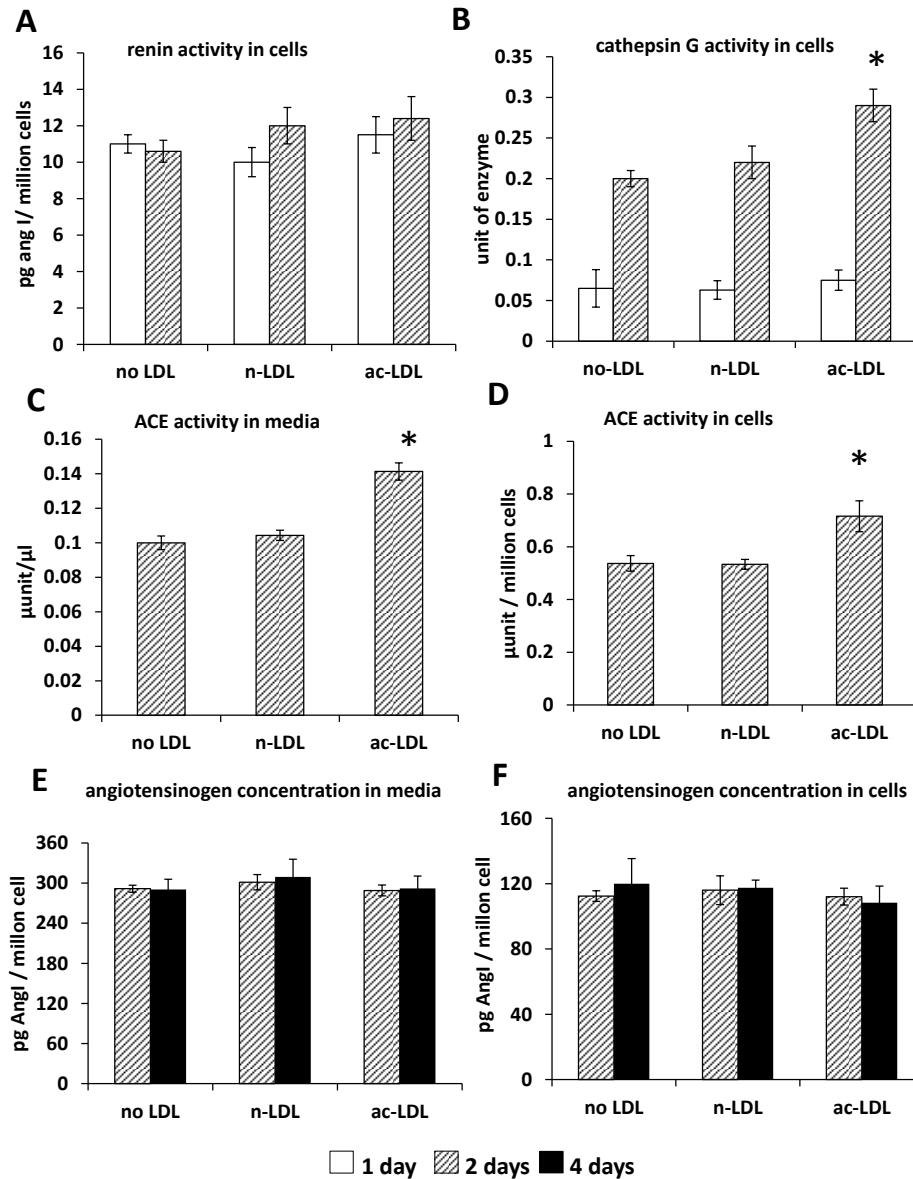 A
renin activity in cells
pg ang I/ million cells
16
14
12
10
8
6
4
2
0
no LDL n-LDL ac-LDL
B
cathepsin G activity in cells
unit of enzyme
0.35
0.3
0.25
0.2
0.15
0.1
0.05
0
*
no-LDL n-LDL ac-LDL
C
ACE activity in media
µunit/µl
0.16
0.14
0.12
0.1
0.08
0.06
0.04
0.02
0
*
no LDL n-LDL ac-LDL
D
ACE activity in cells
µunit / million cells
1
0.8
0.6
0.4
0.2
0
*
no LDL n-LDL ac-LDL
E
angiotensinogen concentration in media
pg AngI / millon cell
360
300
240
180
120
60
0
no LDL n-LDL ac-LDL
F
angiotensinogen concentration in cells
pg AngI / million cell
160
120
80
40
0
no LDL n-LDL ac-LDL
1 day 2 days 4 days